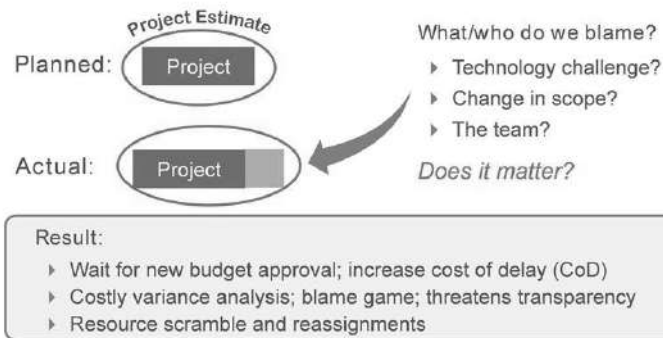 Project Estimate
Planned:
Project
Actual:
Project
What/who do we blame?
Technology challenge?
Change in scope?
The team?
Does it matter?
Result:
Wait for new budget approval; increase cost of delay (CoD)
Costly variance analysis; blame game; threatens transparency
Resource scramble and reassignments